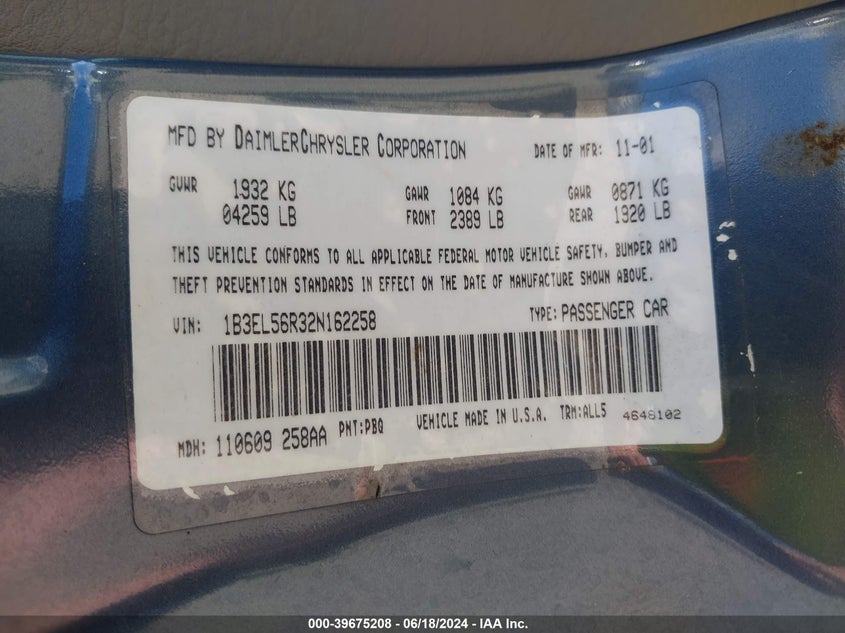 MFD BY DAIMLERCHRYSLER CORPORATION DATE OF MFR: 11-01
GVWR 1932 KG GAWR 1084 KG GAWR 0871 KG
04259 LB FRONT 2389 LB REAR 1920 LB
THIS VEHICLE CONFORMS TO ALL APPLICABLE FEDERAL MOTOR VEHICLE SAFETY, BUMPER AND
THEFT PREVENTION STANDARDS IN EFFECT ON THE DATE OF MANUFACTURE SHOWN ABOVE.
VIN: 1B3EL56R32N162258 TYPE: PASSENGER CAR
MDH: 110609 258AA PNT:PBQ VEHICLE MADE IN U.S.A. TRM:ALL5 4648102
000-39675208 - 06/18/2024 - IAA Inc.